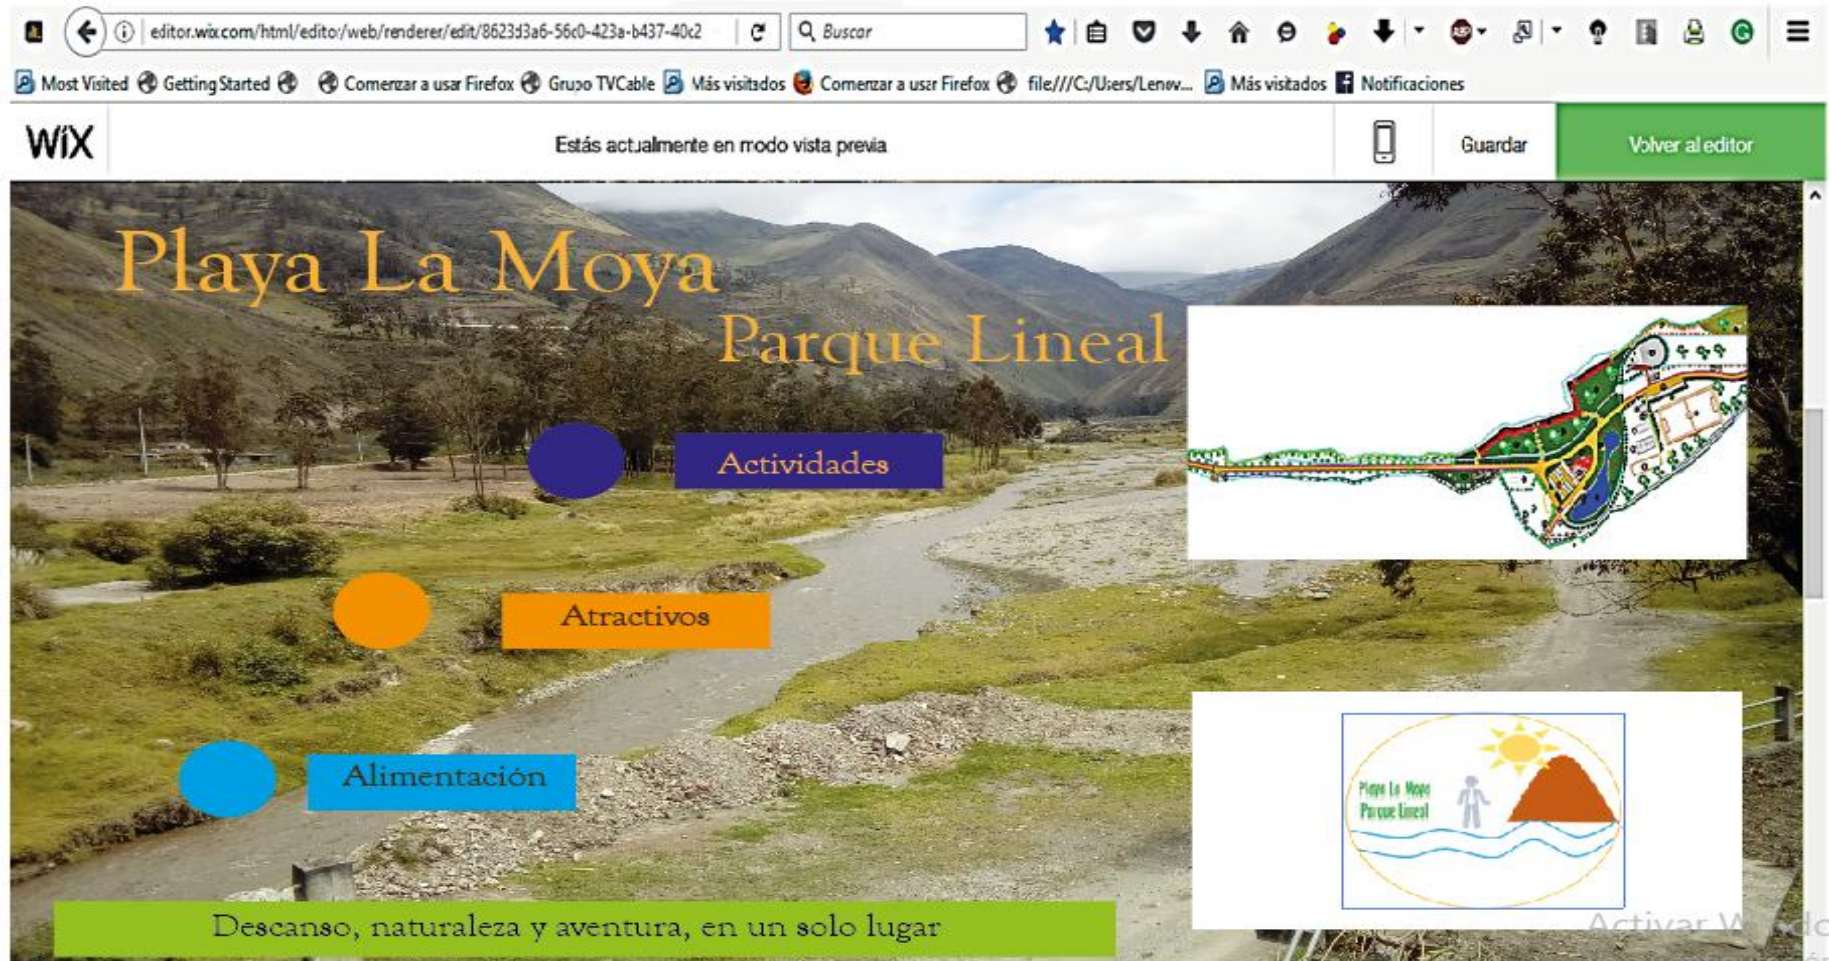 editor.wix.com/html/editor/web/renderer/edit/8623d3a6-56c0-423a-b437-40c2
Buscar
Most Visited Getting Started Comenzar a usar Firefox Grupo TVCable Más visitados Comenzar a usar Firefox file:///C:/Users/Lenov... Más visitados Notificaciones
WiX
Estás actualmente en modo vista previa
Guardar
Volver al editor
Playa La Moya
Parque Lineal
Actividades
Atractivos
Alimentación
Playa La Moya
Parque Lineal
Descanso, naturaleza y aventura, en un solo lugar
Activar